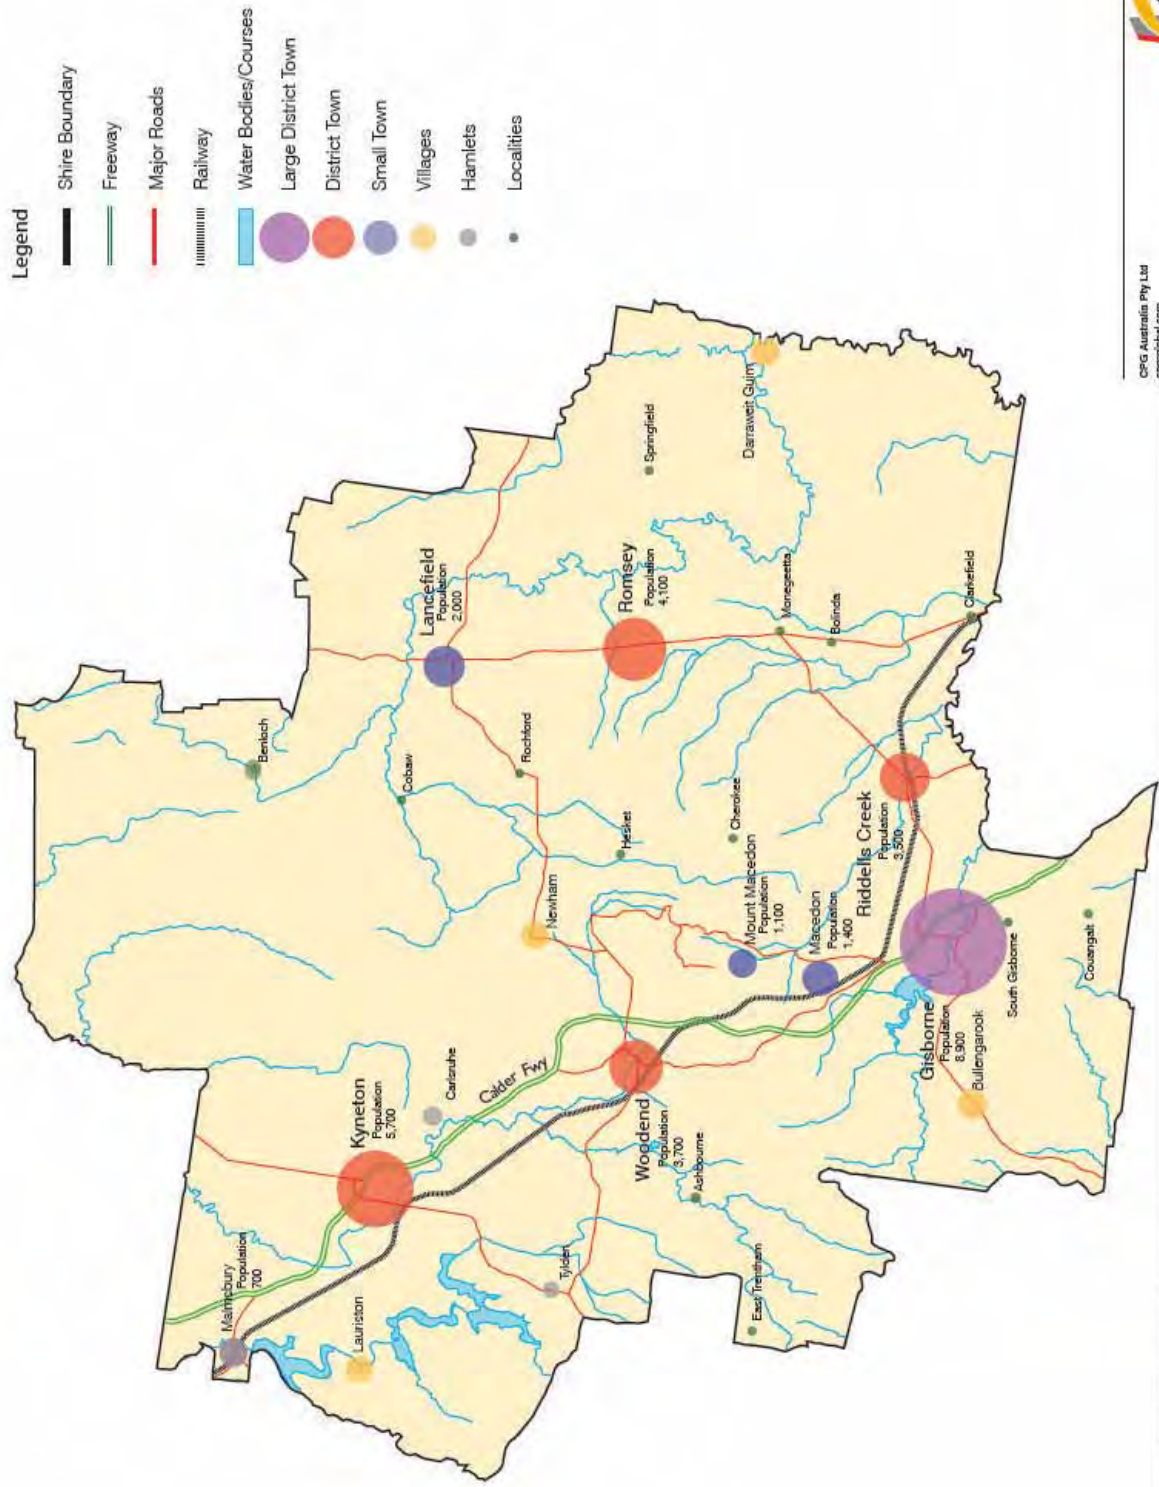 Legend
Shire Boundary
Freeway
Major Roads
Railway
Water Bodies/Courses
Large District Town
District Town
Small Town
Villages
Hamlets
Localities
Malmsbury
Population
700
Lauriston
Kyneton
Population
5,700
Carlsruhe
Calder Fwy
Tylden
East Trentham
Ashbourne
Woodend
Population
3,700
Benloch
Cobaw
Rochford
Newham
Hesket
Cherokee
Lancefield
Population
2,000
Romsey
Population
4,100
Springfield
Darraweit Guim
Monegeetta
Bolinda
Clarkefield
Mount Macedon
Population
1,100
Macedon
Population
1,400
Riddells Creek
Population
3,500
Gisborne
Population
8,900
Bullengarook
South Gisborne
Couangalt
CPG Australia Pty Ltd